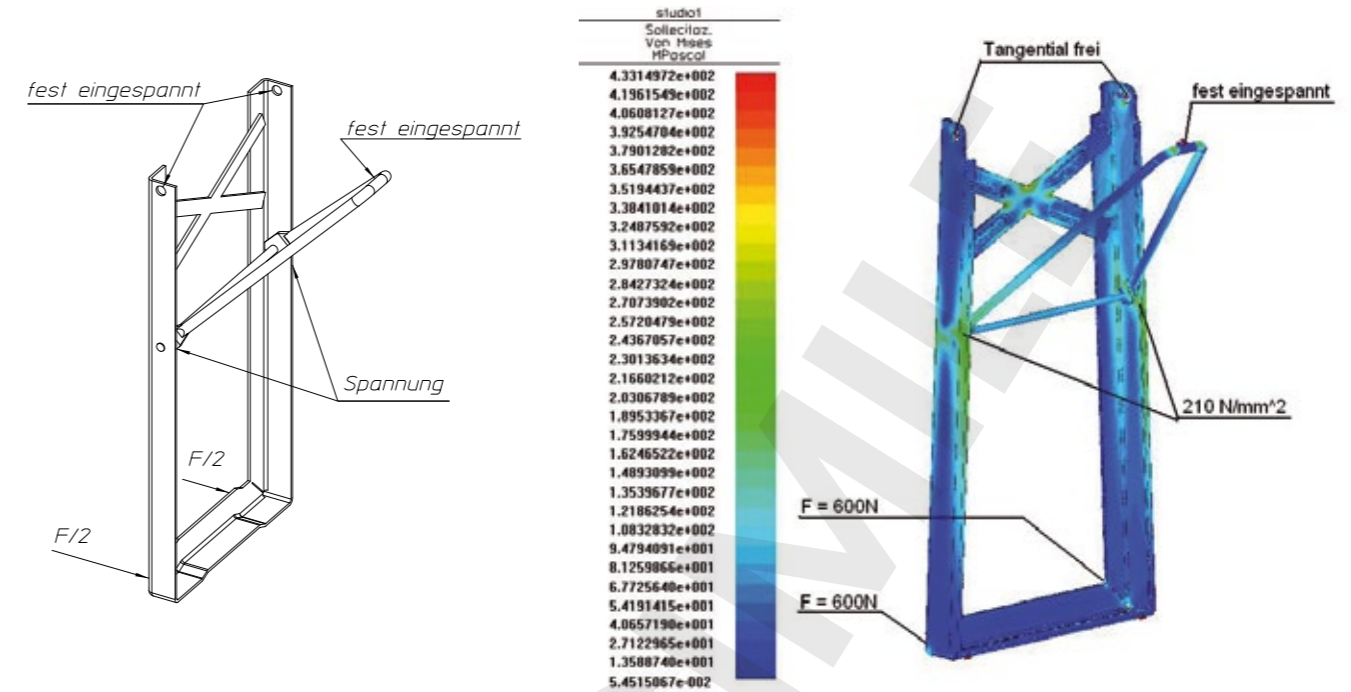 fest eingespannt
fest eingespannt
Spannung
F/2
F/2
studio1
Sollecitaz.
Von Mises
MPascal
4.3314972e+002
4.1961549e+002
4.0608127e+002
3.9254704e+002
3.7901282e+002
3.6547859e+002
3.5194437e+002
3.3841014e+002
3.2487592e+002
3.1134169e+002
2.9780747e+002
2.8427324e+002
2.7073902e+002
2.5720479e+002
2.4367057e+002
2.3013634e+002
2.1660212e+002
2.0306789e+002
1.8953367e+002
1.7599944e+002
1.6246522e+002
1.4893099e+002
1.3539677e+002
1.2186254e+002
1.0832832e+002
9.4794091e+001
8.1259866e+001
6.7725640e+001
5.4191415e+001
4.0657190e+001
2.7122965e+001
1.3588740e+001
5.4515067e-002
Tangential frei
fest eingespannt
210 N/mm^2
F = 600N
F = 600N